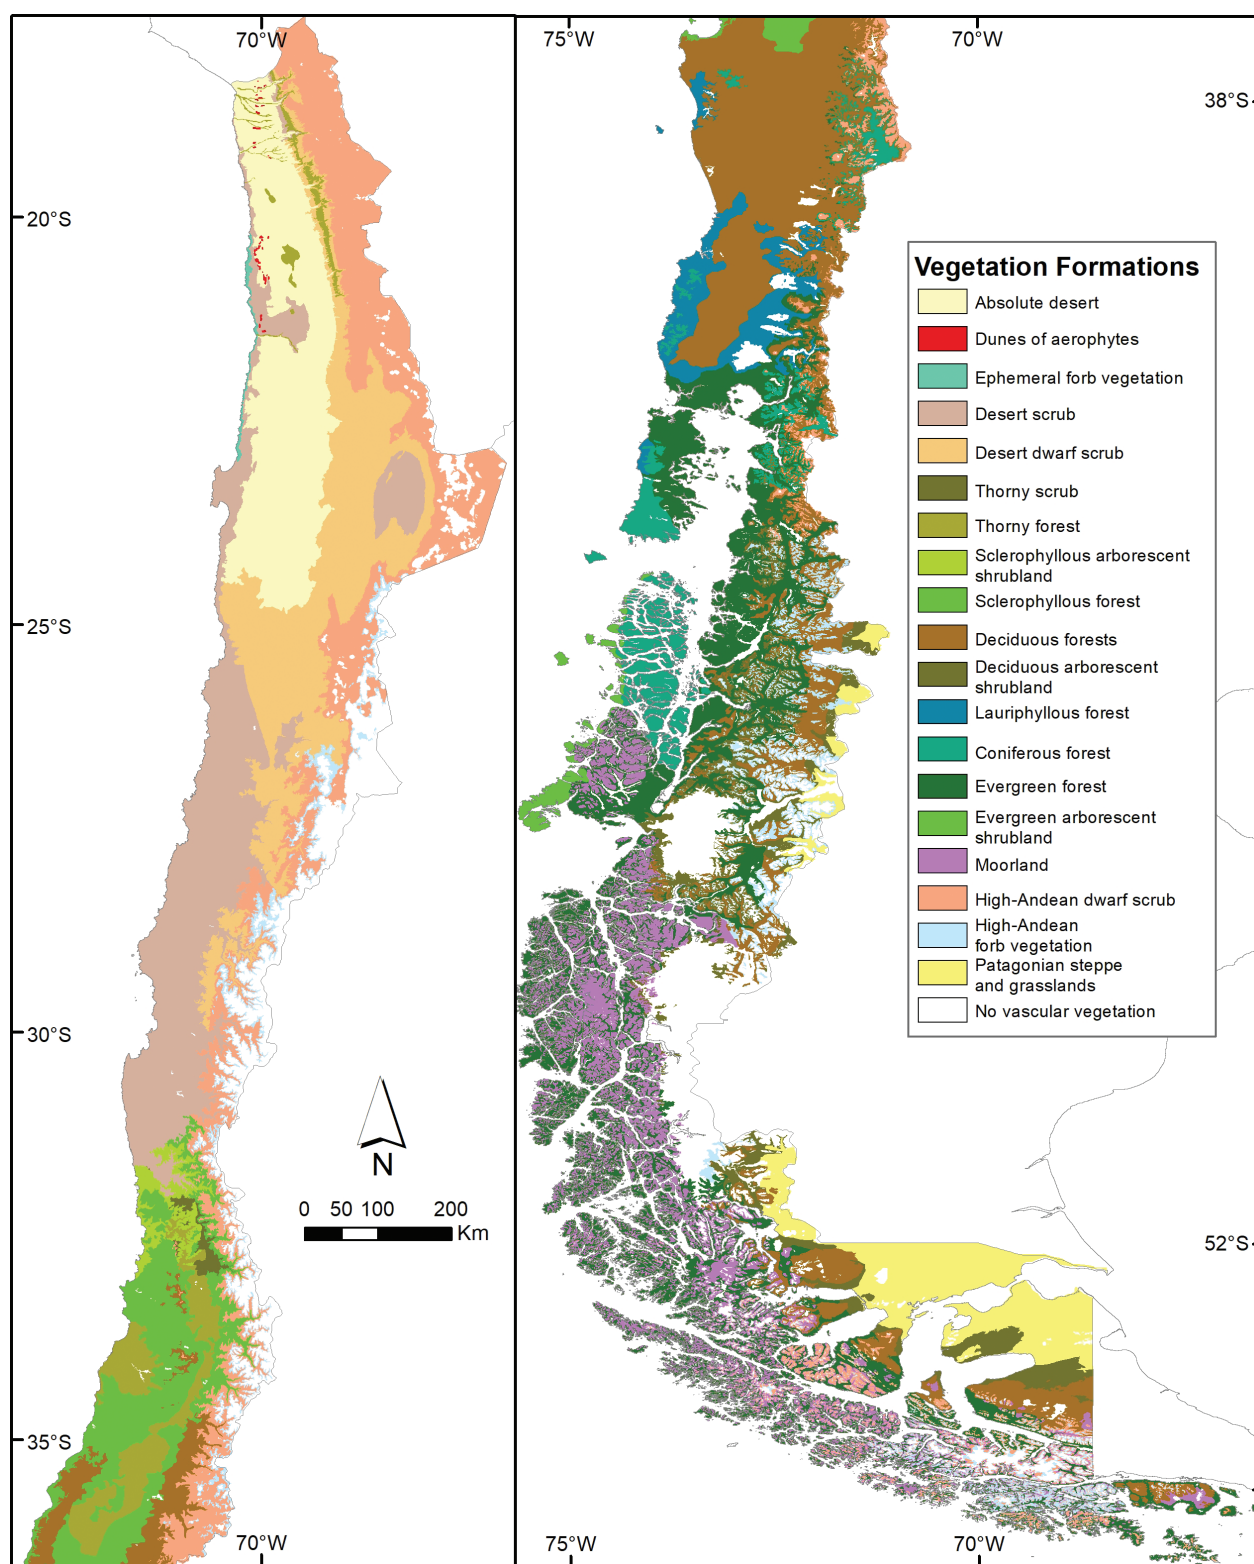 70°W
75°W
70°W
38°S
20°S
25°S
30°S
35°S
N
0 50 100 200
Km
70°W
Vegetation Formations
Absolute desert
Dunes of aerophytes
Ephemeral forb vegetation
Desert scrub
Desert dwarf scrub
Thorny scrub
Thorny forest
Sclerophyllous arborescent
shrubland
Sclerophyllous forest
Deciduous forests
Deciduous arborescent
shrubland
Lauriphyllous forest
Coniferous forest
Evergreen forest
Evergreen arborescent
shrubland
Moorland
High-Andean dwarf scrub
High-Andean
forb vegetation
Patagonian steppe
and grasslands
No vascular vegetation
52°S
75°W
70°W